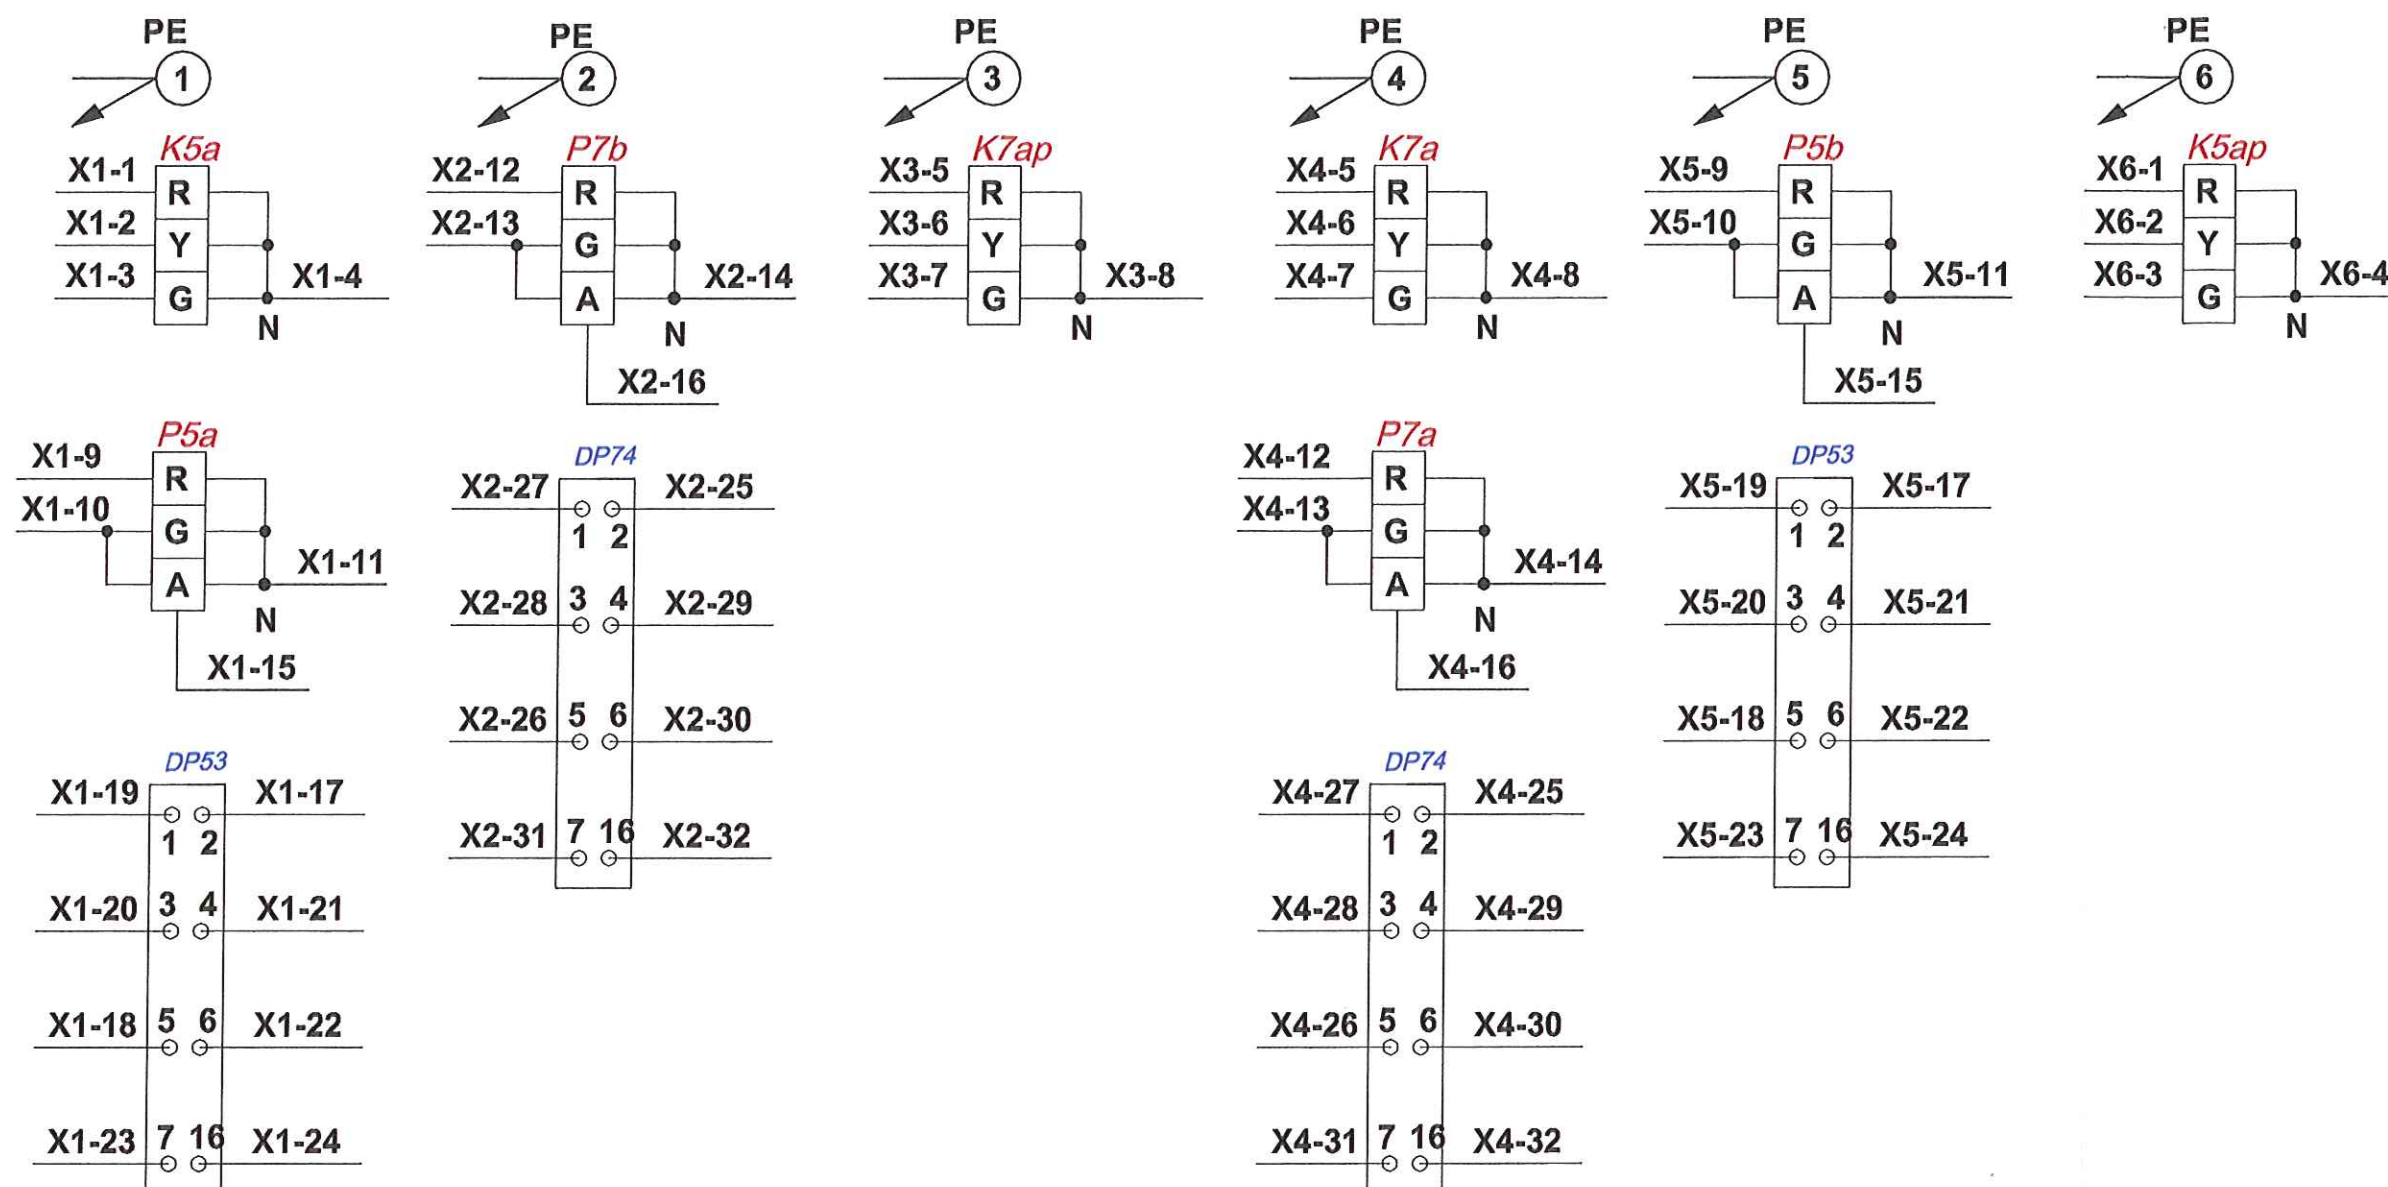 PE PE PE PE PE PE
1 2 3 4 5 6
K5a P7b K7ap K7a P5b K5ap
X1-1 R X2-12 R X3-5 R X4-5 R X5-9 R X6-1 R
X1-2 Y X2-13 G X3-6 Y X4-6 Y X5-10 G X6-2 Y
X1-3 G X1-4 A X2-14 X3-7 G X3-8 X4-7 G X4-8 A X5-11 X6-3 G X6-4
N N N N N N
X2-16 X5-15
P5a P7a
X1-9 R X4-12 R
X1-10 G X4-13 G
A X1-11 A X4-14
N N
X1-15 X4-16
DP74 DP53
X2-27 X2-25 X5-19 X5-17
1 2 1 2
X2-28 3 4 X2-29 X5-20 3 4 X5-21
X2-26 5 6 X2-30 X5-18 5 6 X5-22
X2-31 7 16 X2-32 X5-23 7 16 X5-24
DP53 DP74
X1-19 X1-17 X4-27 X4-25
1 2 1 2
X1-20 3 4 X1-21 X4-28 3 4 X4-29
X1-18 5 6 X1-22 X4-26 5 6 X4-30
X1-23 7 16 X1-24 X4-31 7 16 X4-32